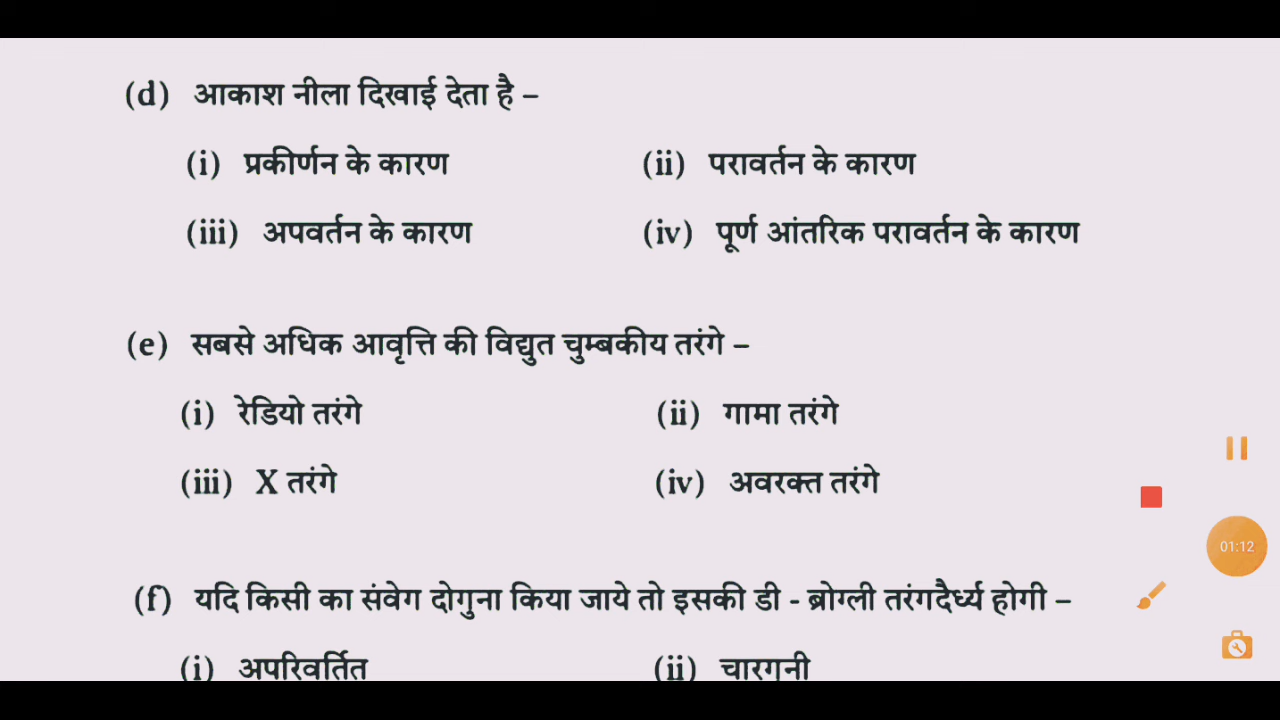 (d) आकाश नीला दिखाई देता है –
(i) प्रकीर्णन के कारण (ii) परावर्तन के कारण
(iii) अपवर्तन के कारण (iv) पूर्ण आंतरिक परावर्तन के कारण
(e) सबसे अधिक आवृत्ति की विद्युत चुम्बकीय तरंगे –
(i) रेडियो तरंगे (ii) गामा तरंगे
(iii) X तरंगे (iv) अवरक्त तरंगे
01:12
(f) यदि किसी का संवेग दोगुना किया जाये तो इसकी डी - ब्रोग्ली तरंगदैर्ध्य होगी –
(i) अपरिवर्तित (ii) चारगुनी